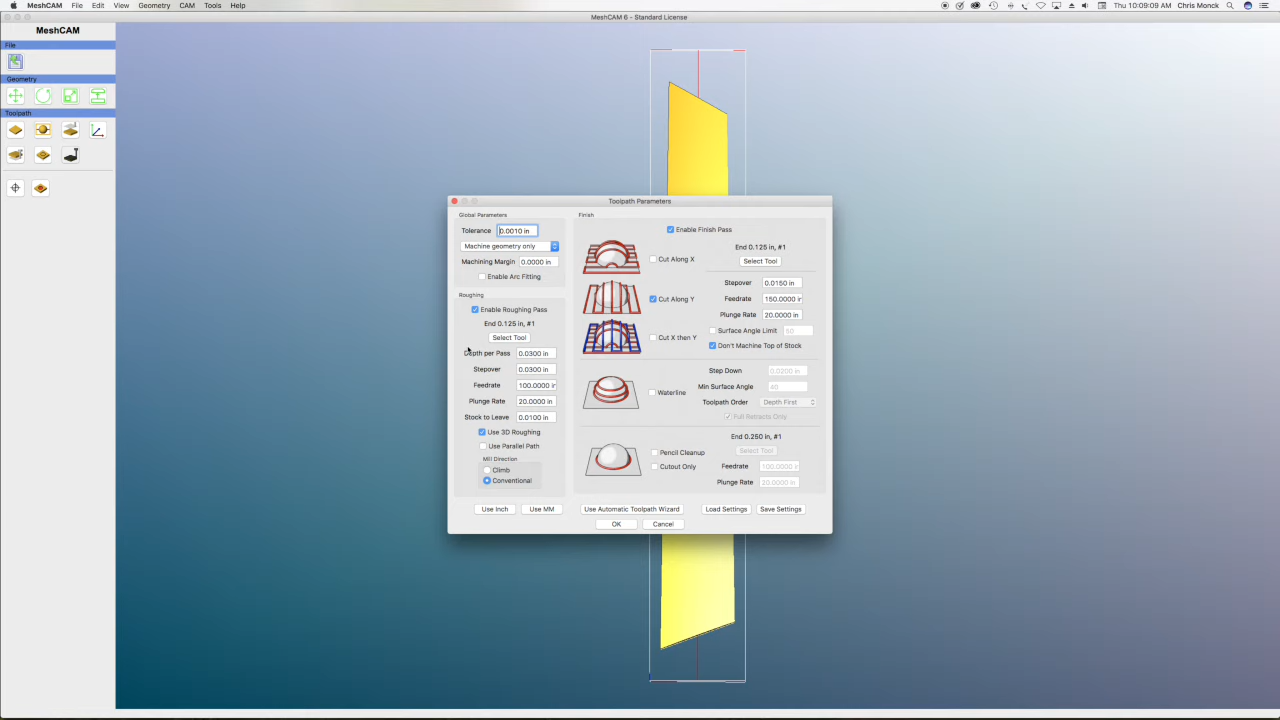 MeshCAM File Edit View Geometry CAM Tools Help Thu 10:09:09 AM Chris Monck
MeshCAM 6 - Standard License
MeshCAM
File
Geometry
Toolpath
Toolpath Parameters
Global Parameters
Tolerance 0.0010 in
Machine geometry only
Machining Margin 0.0000 in
Enable Arc Fitting
Roughing
Enable Roughing Pass
End 0.125 in, #1
Select Tool
Depth per Pass 0.0300 in
Stepover 0.0300 in
Feedrate 100.0000 ir
Plunge Rate 20.0000 in
Stock to Leave 0.0100 in
Use 3D Roughing
Use Parallel Path
Mill Direction
Climb
Conventional
Finish
Enable Finish Pass
End 0.125 in, #1
Cut Along X Select Tool
Stepover 0.0150 in
Cut Along Y Feedrate 150.0000 ir
Plunge Rate 20.0000 in
Surface Angle Limit 60
Cut X then Y
Don't Machine Top of Stock
Step Down 0.0200 in
Min Surface Angle 40
Waterline
Toolpath Order Depth First
Full Retracts Only
End 0.250 in, #1
Pencil Cleanup Select Tool
Cutout Only Feedrate 100.0000 in
Plunge Rate 20.0000 in
Use Inch Use MM Use Automatic Toolpath Wizard Load Settings Save Settings
OK Cancel